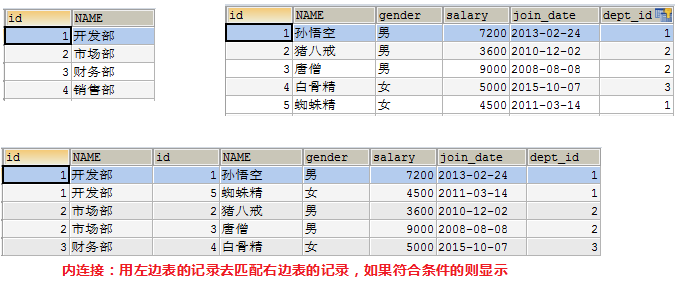 id NAME
1 开发部
2 市场部
3 财务部
4 销售部
id NAME gender salary join_date dept_id
1 孙悟空 男 7200 2013-02-24 1
2 猪八戒 男 3600 2010-12-02 2
3 唐僧 男 9000 2008-08-08 2
4 白骨精 女 5000 2015-10-07 3
5 蜘蛛精 女 4500 2011-03-14 1
id NAME id NAME gender salary join_date dept_id
1 开发部 1 孙悟空 男 7200 2013-02-24 1
1 开发部 5 蜘蛛精 女 4500 2011-03-14 1
2 市场部 2 猪八戒 男 3600 2010-12-02 2
2 市场部 3 唐僧 男 9000 2008-08-08 2
3 财务部 4 白骨精 女 5000 2015-10-07 3
内连接：用左边表的记录去匹配右边表的记录，如果符合条件的则显示